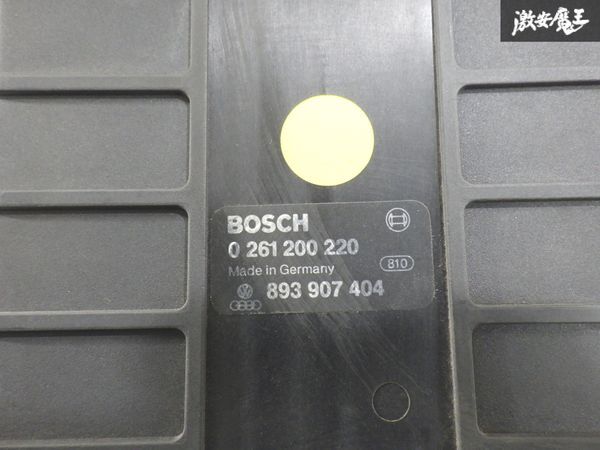 激安魔王
BOSCH
0 261 200 220
Made in Germany
810
893 907 404